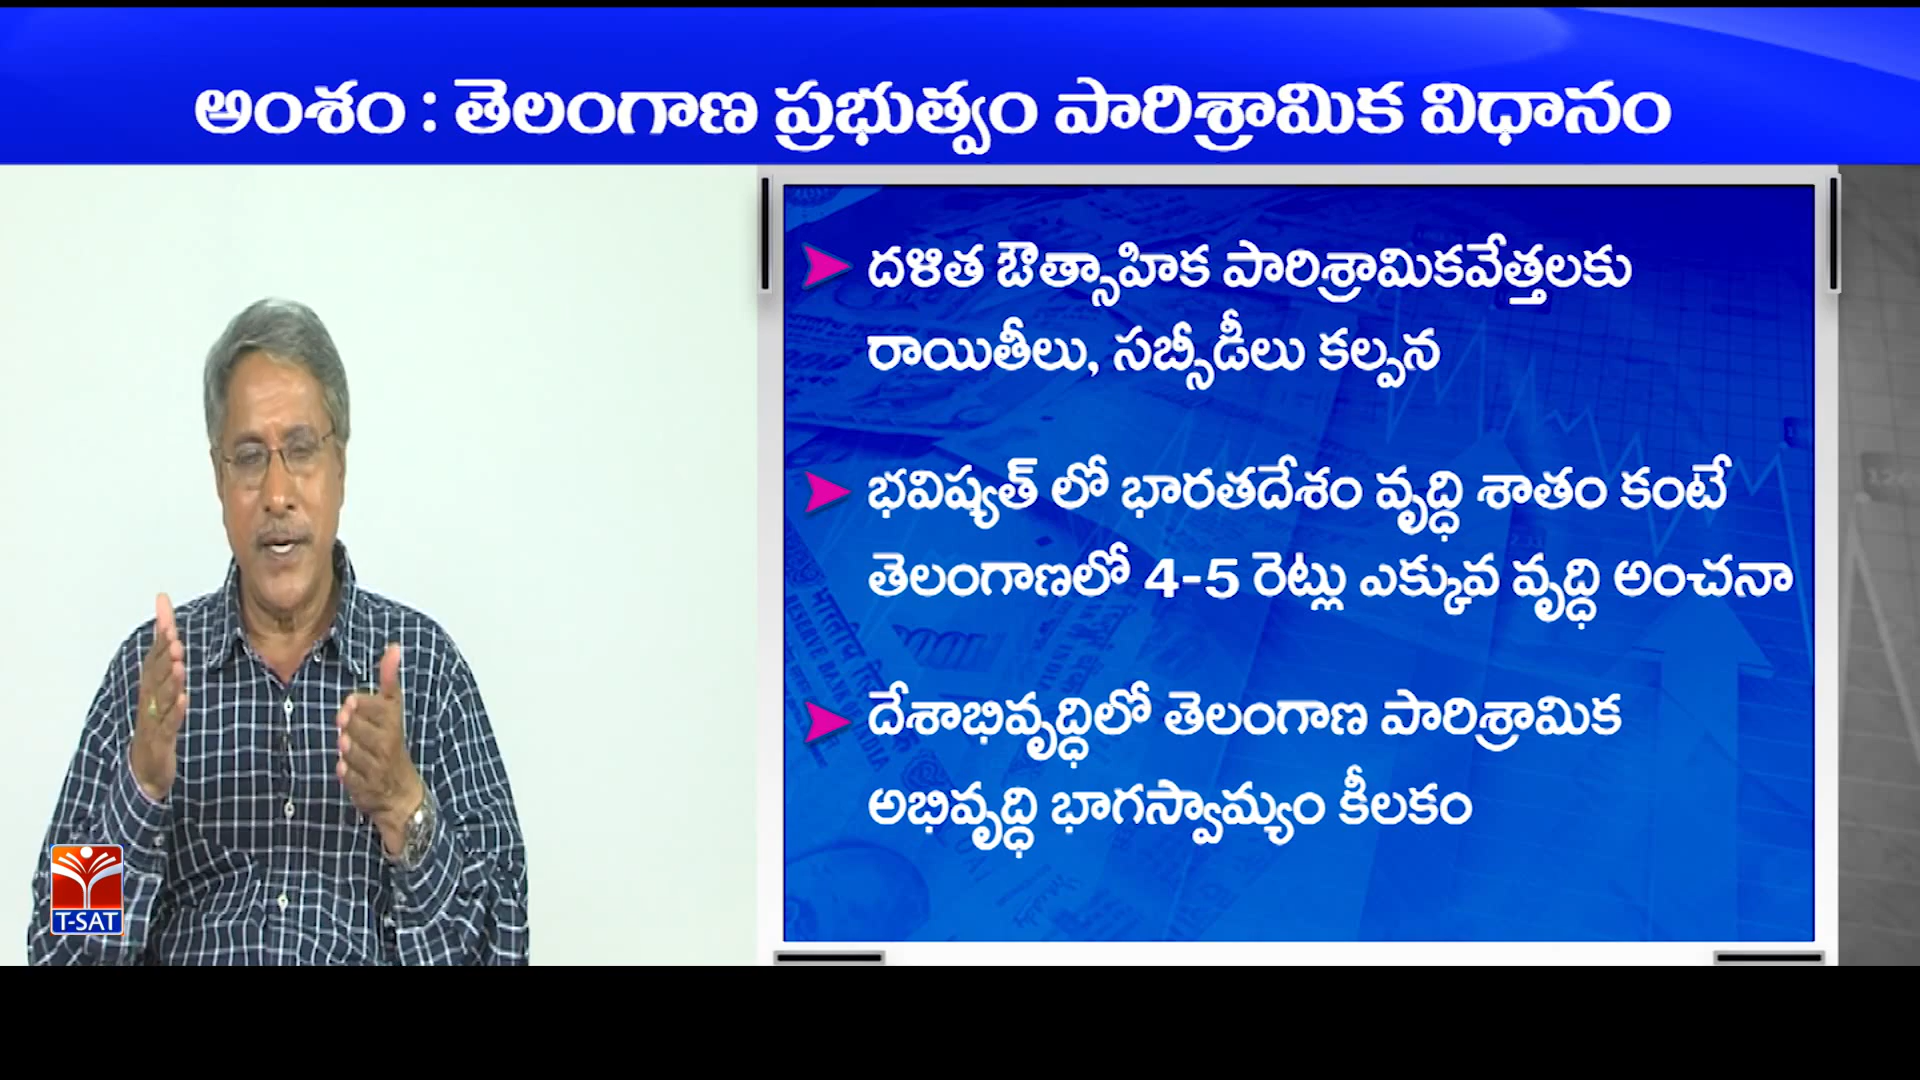 అంశం : తెలంగాణ ప్రభుత్వం పారిశ్రామిక విధానం
దళిత ఔత్సాహిక పారిశ్రామికవేత్తలకు
రాయితీలు, సబ్సీడీలు కల్పన
భవిష్యత్ లో భారతదేశం వృద్ధి శాతం కంటే
తెలంగాణలో 4-5 రెట్లు ఎక్కువ వృద్ధి అంచనా
దేశాభివృద్ధిలో తెలంగాణ పారిశ్రామిక
అభివృద్ధి భాగస్వామ్యం కీలకం
T-SAT